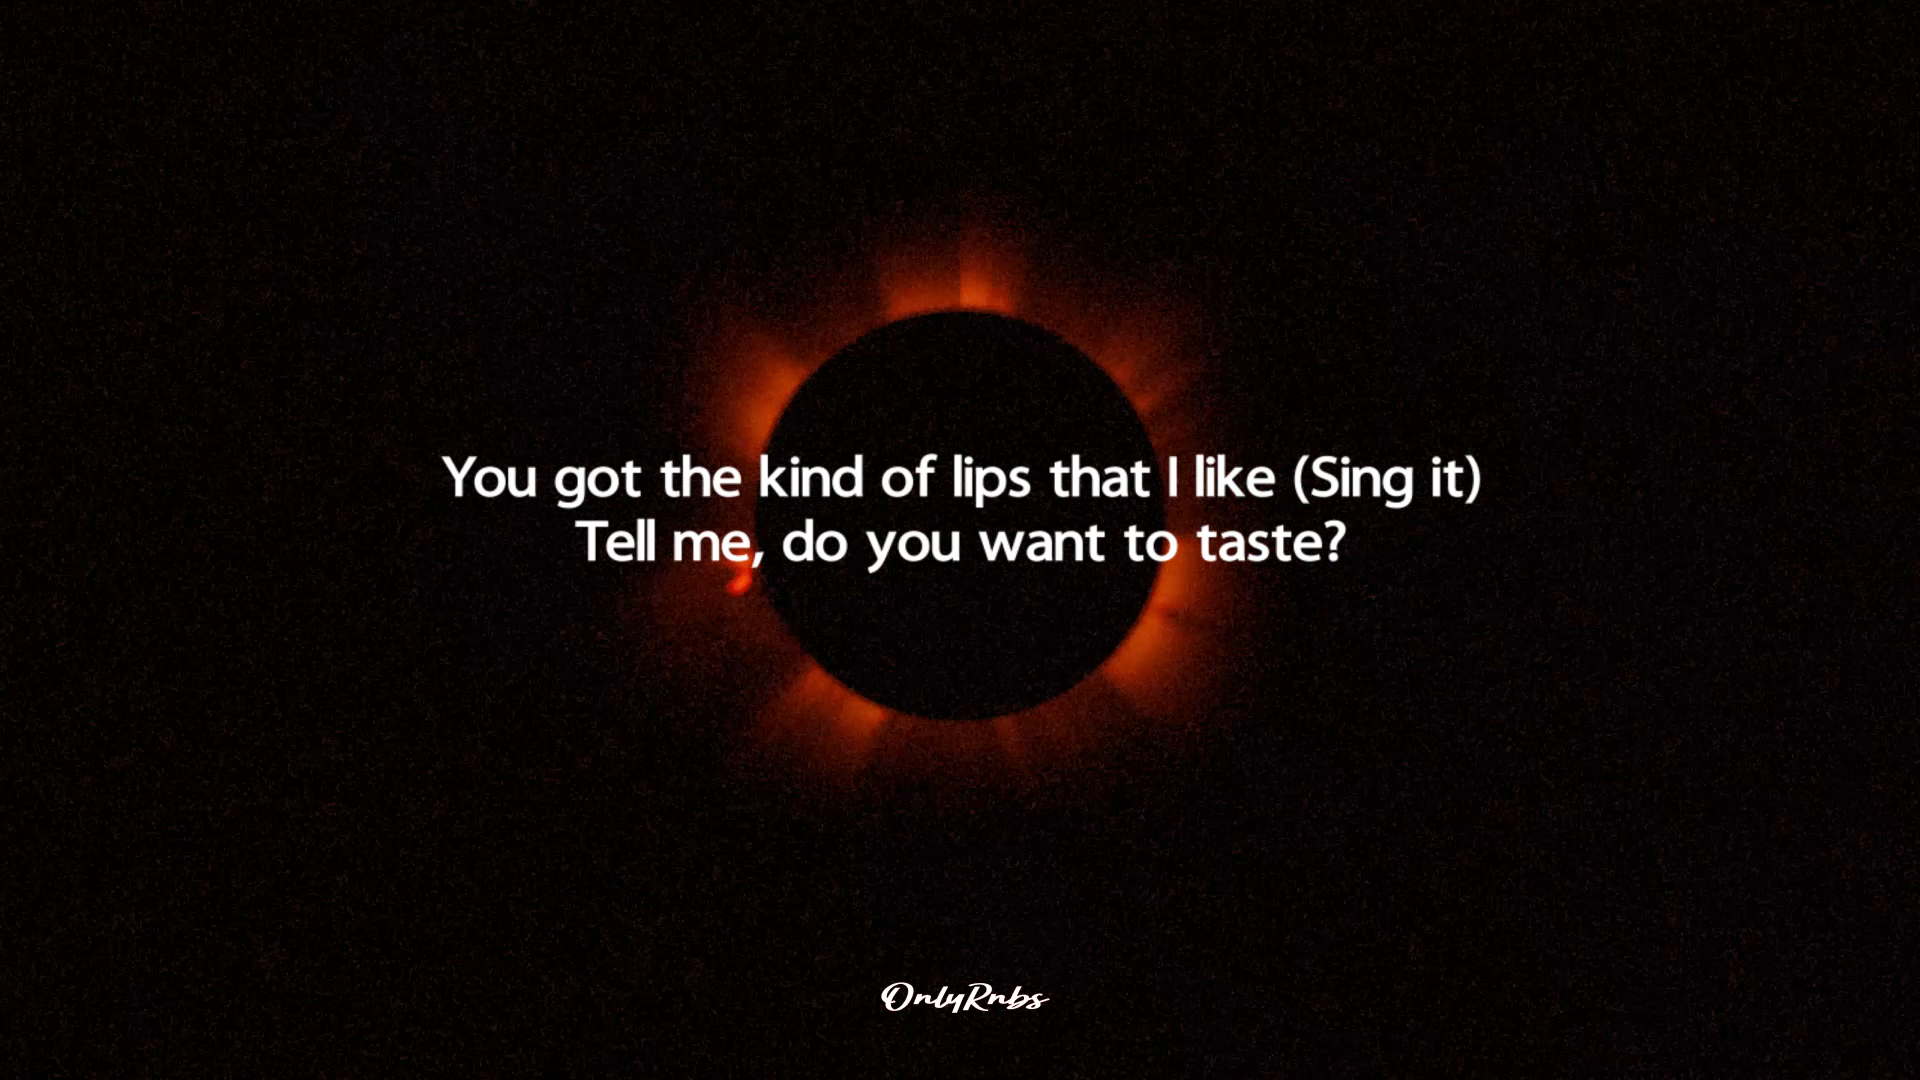 You got the kind of lips that I like (Sing it)
Tell me, do you want to taste?
OnlyRnbs